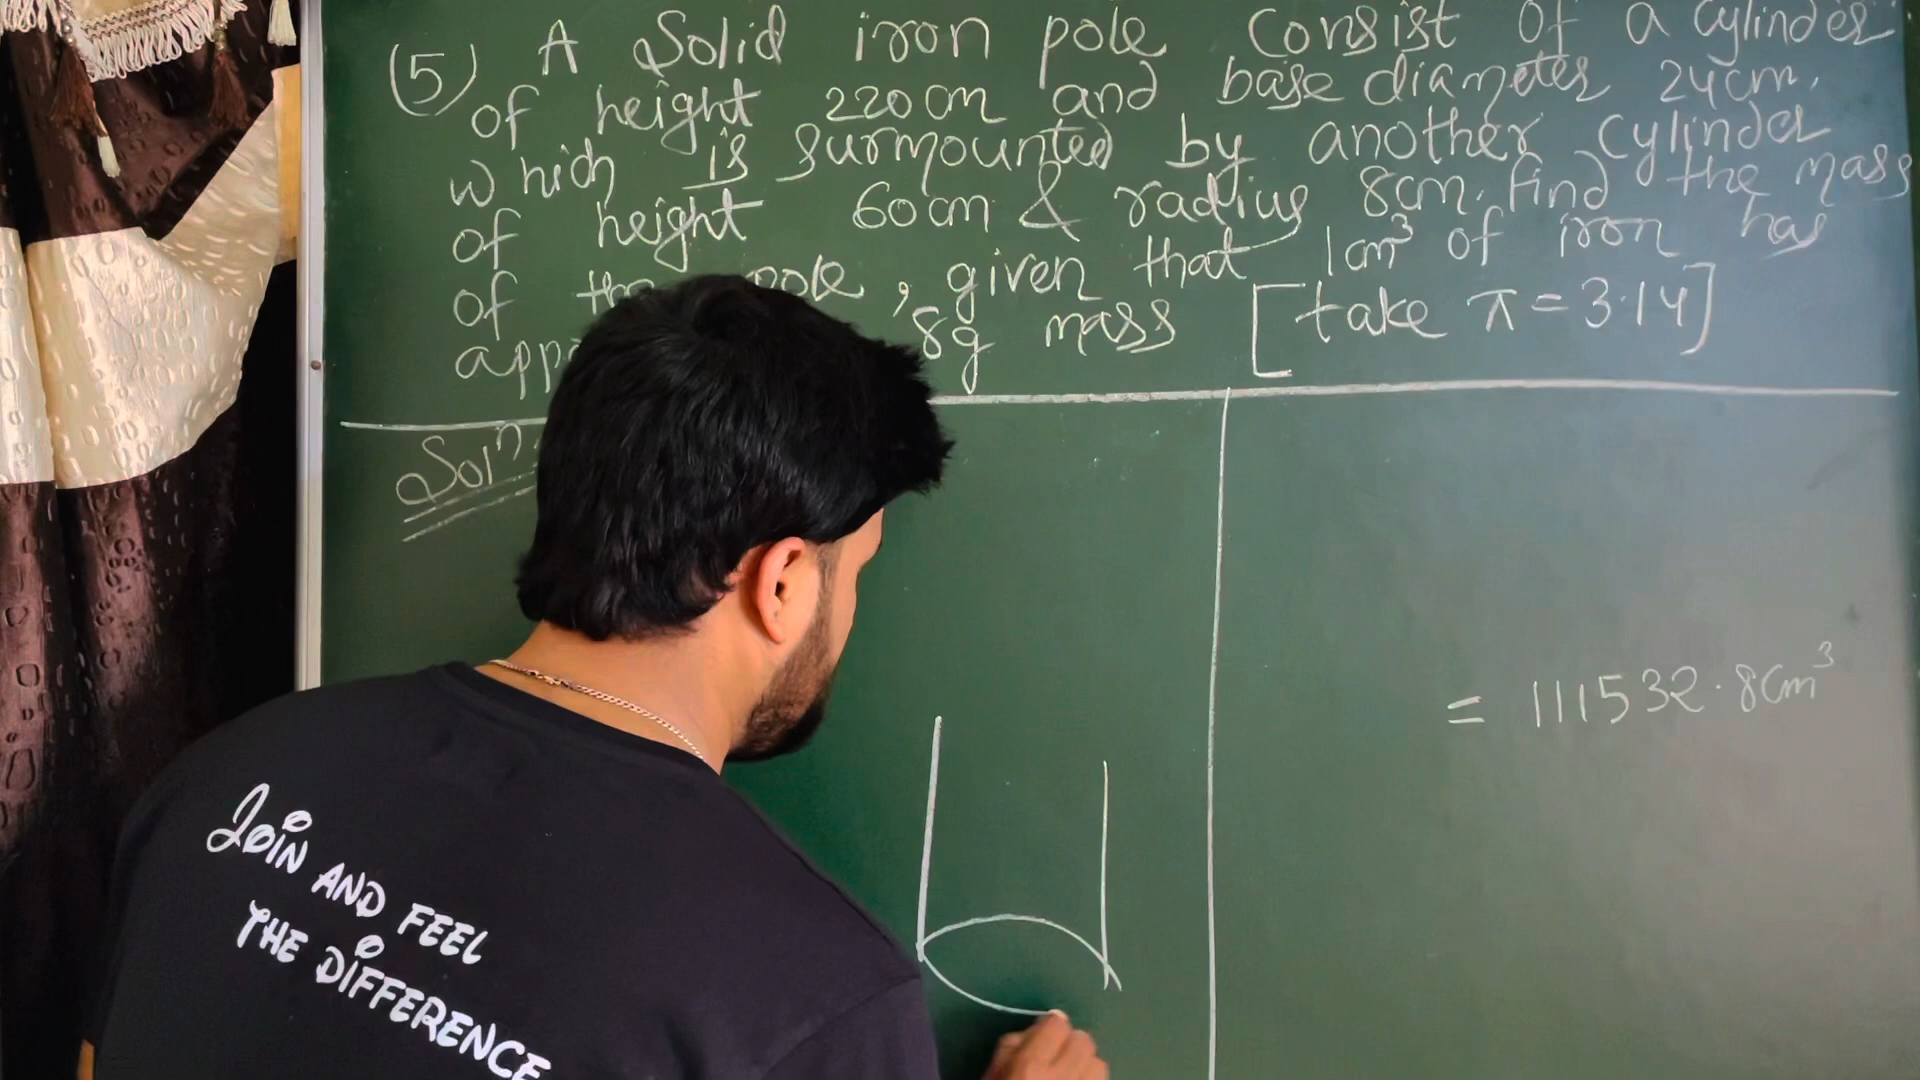 (5) A Solid iron pole Consist of a cylinder
of height 220cm and base diameter 24cm.
which is surmounted by another cylinder
of height 60cm & radius 8cm. find the mass
of the pole, given that 1cm³ of iron has
8g mass [take π = 3.14]
Solⁿ
= 111532.8cm³
JOIN AND FEEL
THE DIFFERENCE